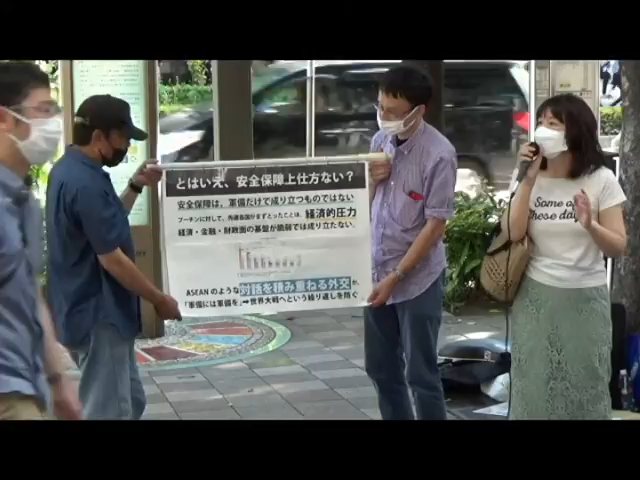 とはいえ、安全保障上仕方ない？
安全保障は、軍備だけで成り立つものではない
プーチンに対して、先進各国がまずとったことは、経済的圧力
経済・金融・財政面の基盤が脆弱では成り立たない。
ASEANのような対話を積み重ねる外交が、
「軍備には軍備を」➡世界大戦へという繰り返しを防ぐ
Some of
These days